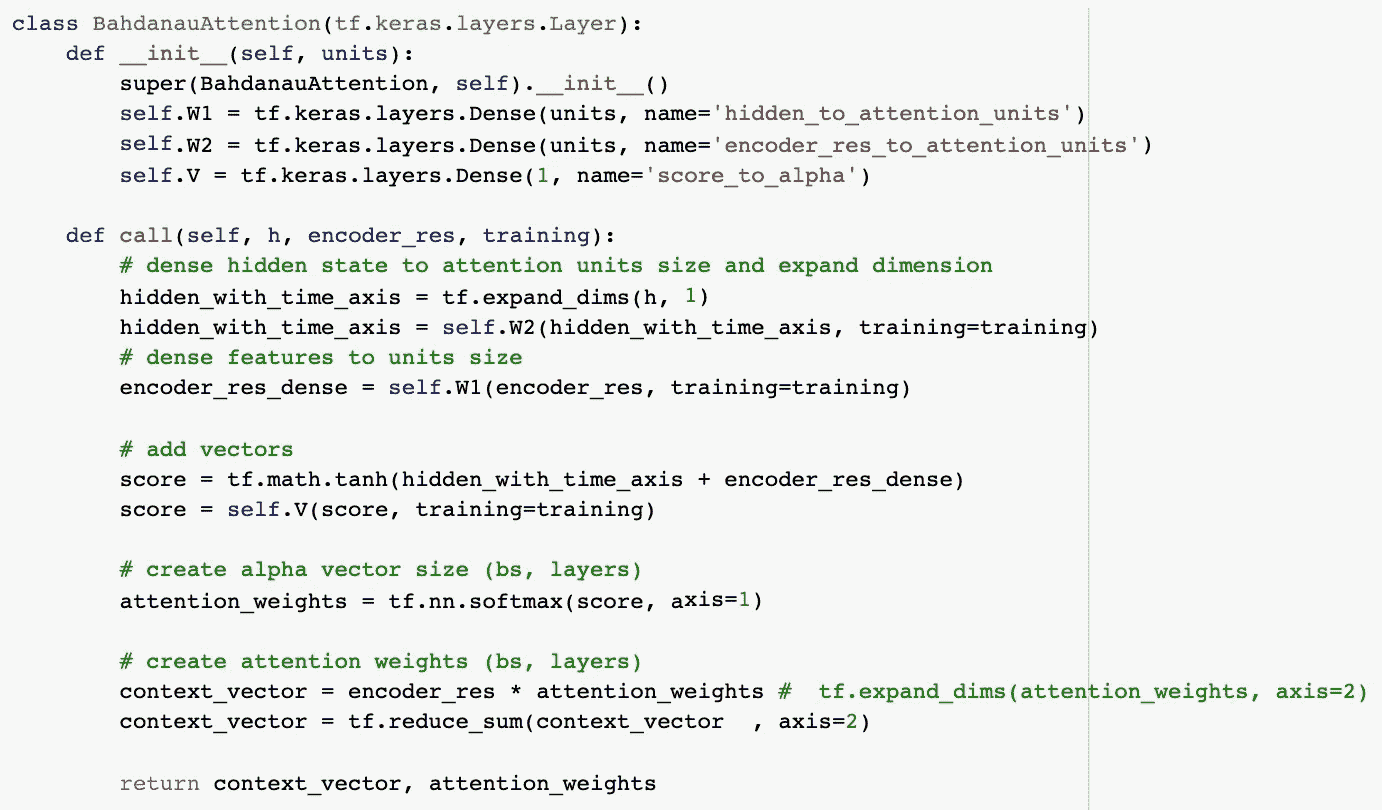 class BahdanauAttention(tf.keras.layers.Layer):
    def __init__(self, units):
        super(BahdanauAttention, self).__init__()
        self.W1 = tf.keras.layers.Dense(units, name='hidden_to_attention_units')
        self.W2 = tf.keras.layers.Dense(units, name='encoder_res_to_attention_units')
        self.V = tf.keras.layers.Dense(1, name='score_to_alpha')

    def call(self, h, encoder_res, training):
        # dense hidden state to attention units size and expand dimension
        hidden_with_time_axis = tf.expand_dims(h, 1)
        hidden_with_time_axis = self.W2(hidden_with_time_axis, training=training)
        # dense features to units size
        encoder_res_dense = self.W1(encoder_res, training=training)

        # add vectors
        score = tf.math.tanh(hidden_with_time_axis + encoder_res_dense)
        score = self.V(score, training=training)

        # create alpha vector size (bs, layers)
        attention_weights = tf.nn.softmax(score, axis=1)

        # create attention weights (bs, layers)
        context_vector = encoder_res * attention_weights #  tf.expand_dims(attention_weights, axis=2)
        context_vector = tf.reduce_sum(context_vector  , axis=2)

        return context_vector, attention_weights